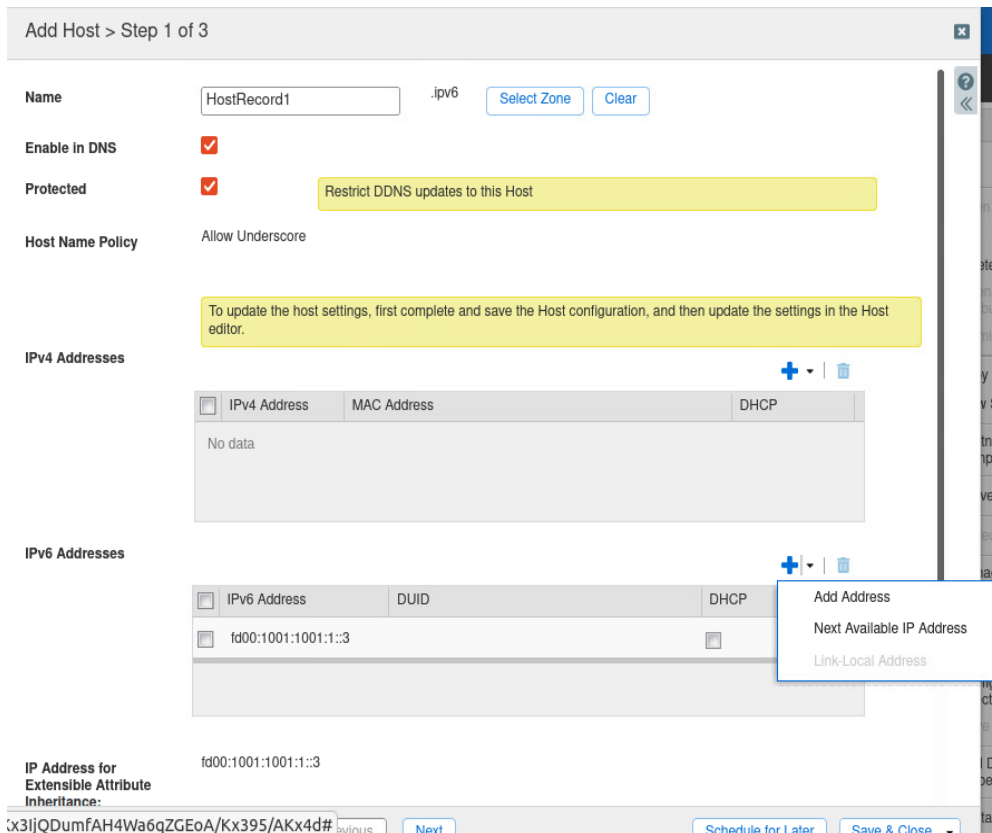 Add Host > Step 1 of 3
Name
HostRecord1
.ipv6
Select Zone
Clear
Enable in DNS
Protected
Restrict DDNS updates to this Host
Host Name Policy
Allow Underscore
To update the host settings, first complete and save the Host configuration, and then update the settings in the Host
editor.
IPv4 Addresses
IPv4 Address
MAC Address
DHCP
No data
IPv6 Addresses
IPv6 Address
DUID
DHCP
fd00:1001:1001:1::3
Add Address
Next Available IP Address
Link-Local Address
IP Address for
Extensible Attribute
Inheritance:
fd00:1001:1001:1::3
Kx3IjQDumfAH4Wa6qZGEoA/Kx395/AKx4d#
Next
Schedule for Later
Save & Close